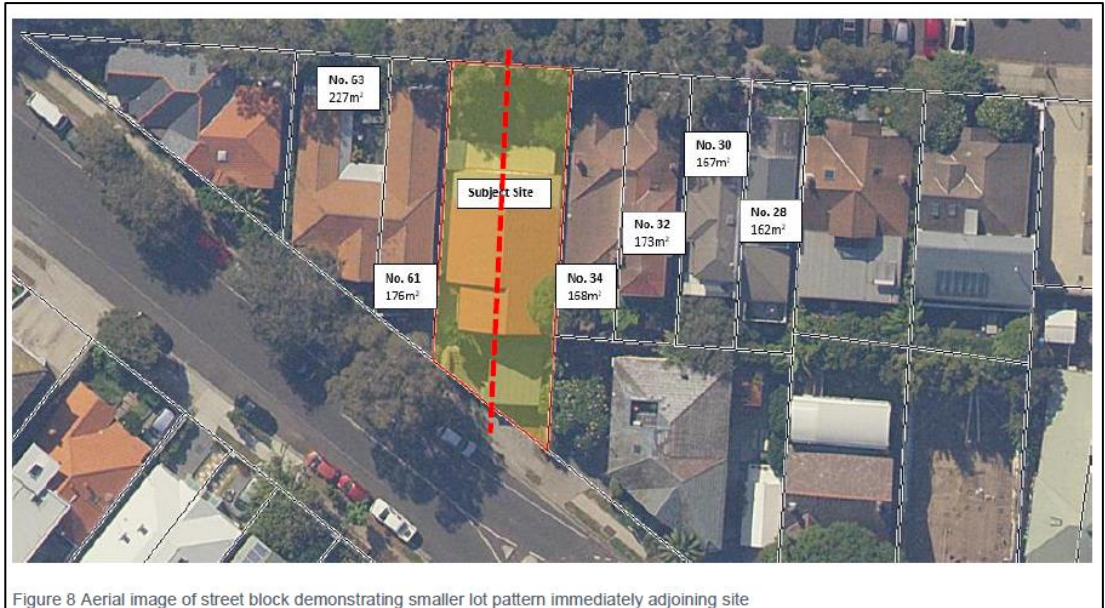 No. 63
227m²
Subject Site
No. 61
176m²
No. 34
168m²
No. 32
173m²
No. 30
167m²
No. 28
162m²
Figure 8 Aerial image of street block demonstrating smaller lot pattern immediately adjoining site